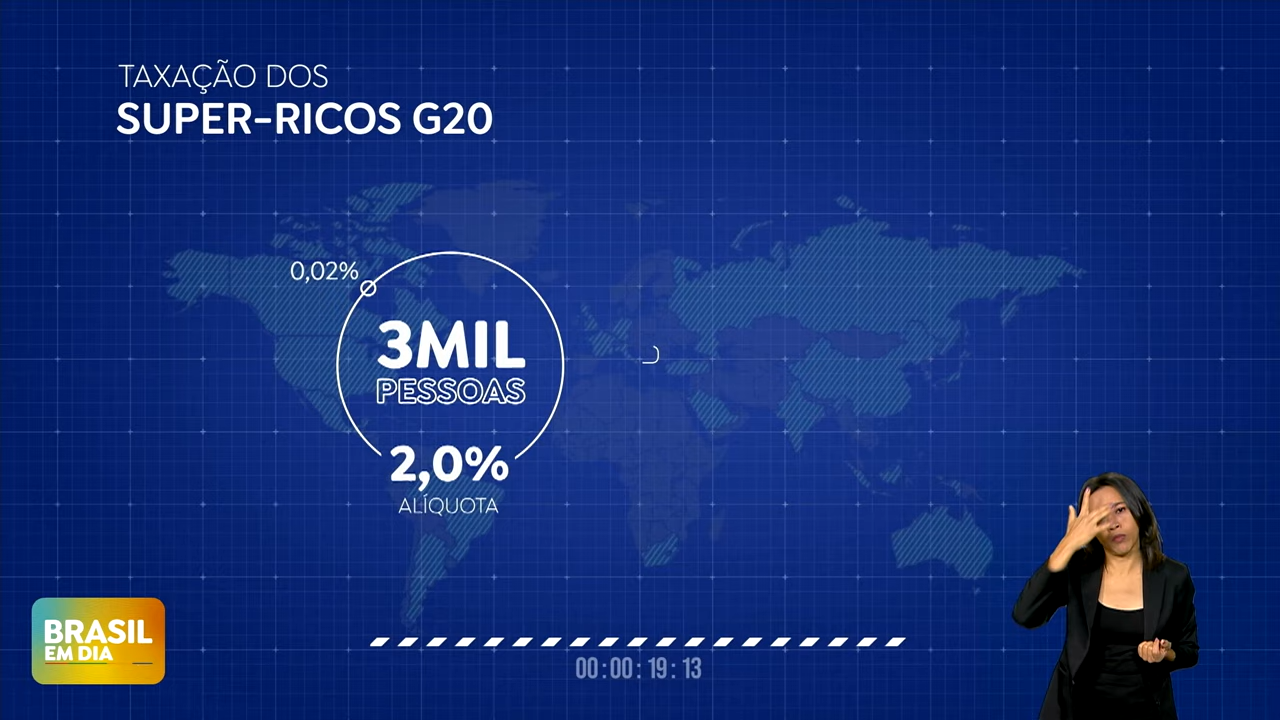 TAXAÇÃO DOS
SUPER-RICOS G20
0,02%
3MIL
PESSOAS
2,0%
ALÍQUOTA
BRASIL
EM DIA
00:00:19:13